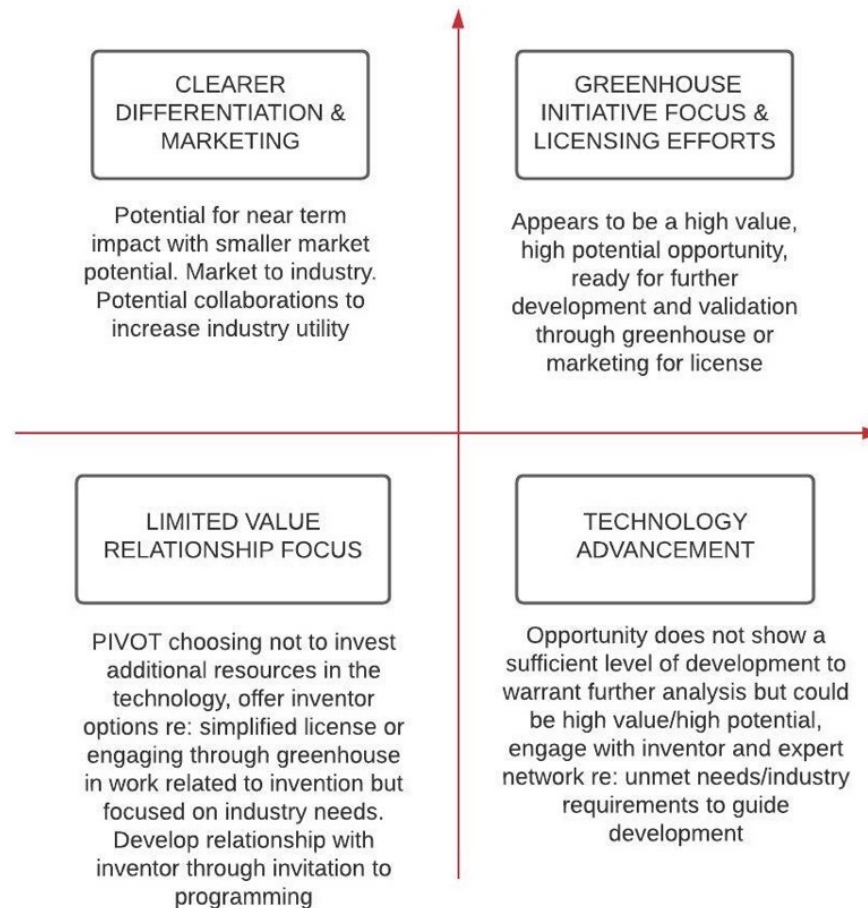 CLEARER
DIFFERENTIATION &
MARKETING
Potential for near term
impact with smaller market
potential. Market to industry.
Potential collaborations to
increase industry utility
GREENHOUSE
INITIATIVE FOCUS &
LICENSING EFFORTS
Appears to be a high value,
high potential opportunity,
ready for further
development and validation
through greenhouse or
marketing for license
LIMITED VALUE
RELATIONSHIP FOCUS
PIVOT choosing not to invest
additional resources in the
technology, offer inventor
options re: simplified license or
engaging through greenhouse
in work related to invention but
focused on industry needs.
Develop relationship with
inventor through invitation to
programming
TECHNOLOGY
ADVANCEMENT
Opportunity does not show a
sufficient level of development to
warrant further analysis but could
be high value/high potential,
engage with inventor and expert
network re: unmet needs/industry
requirements to guide
development